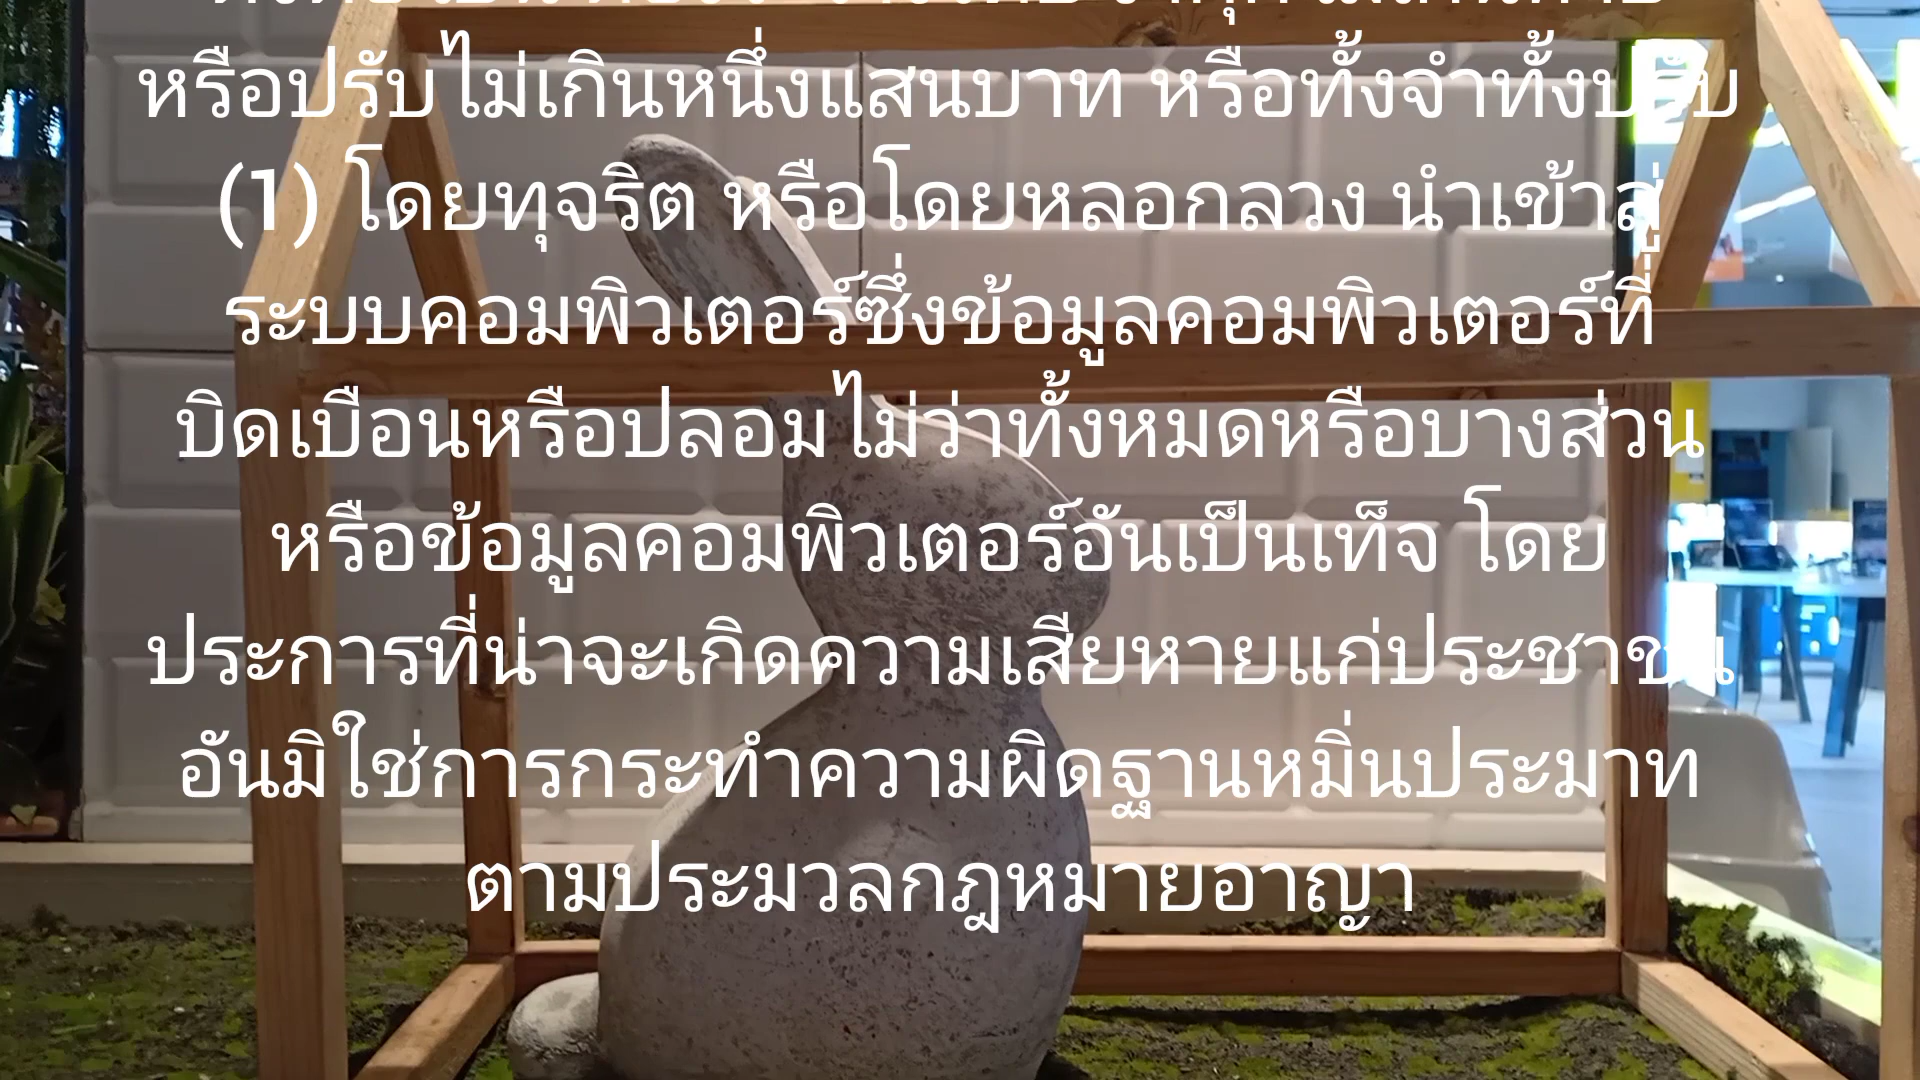 หรือปรับไม่เกินหนึ่งแสนบาท หรือทั้งจำทั้งปรับ
(1) โดยทุจริต หรือโดยหลอกลวง นำเข้าสู่
ระบบคอมพิวเตอร์ซึ่งข้อมูลคอมพิวเตอร์ที่
บิดเบือนหรือปลอมไม่ว่าทั้งหมดหรือบางส่วน
หรือข้อมูลคอมพิวเตอร์อันเป็นเท็จ โดย
ประการที่น่าจะเกิดความเสียหายแก่ประชาชน
อันมิใช่การกระทำความผิดฐานหมิ่นประมาท
ตามประมวลกฎหมายอาญา